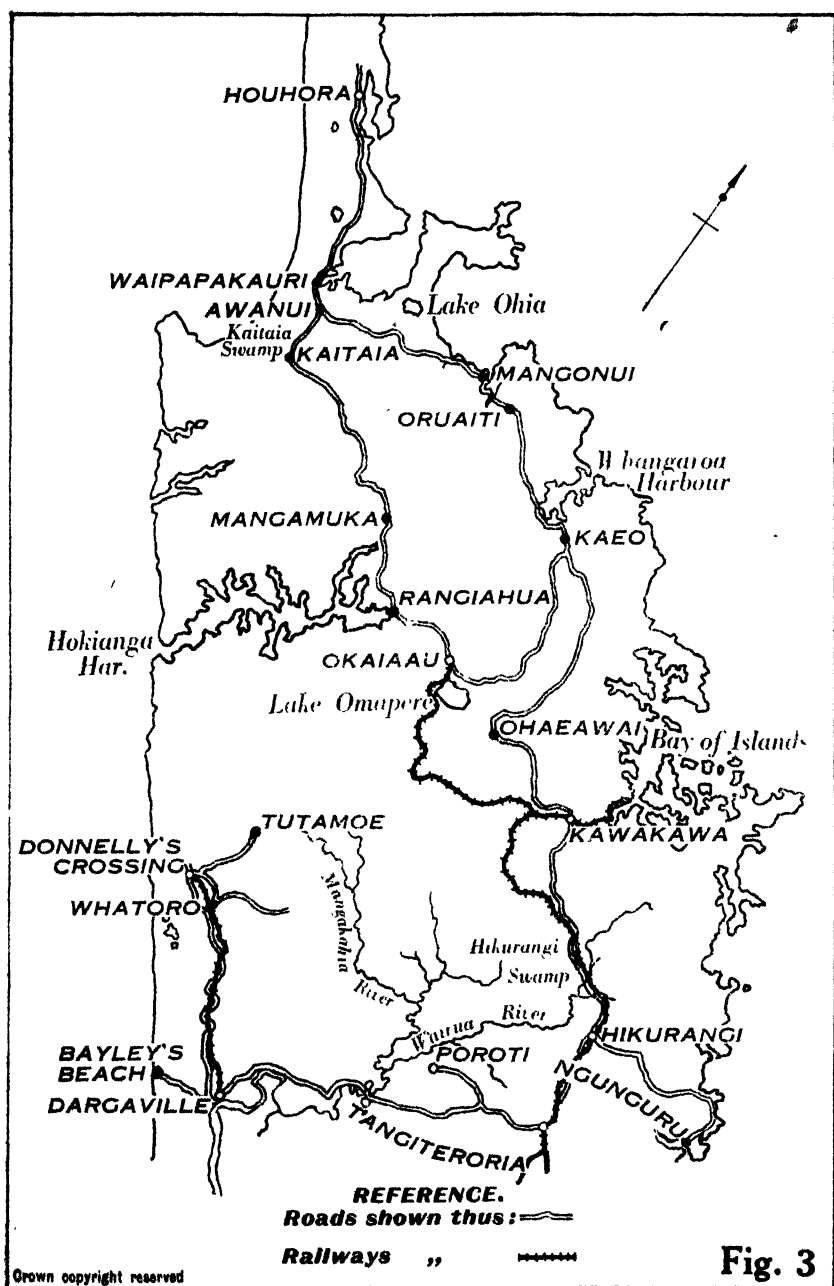 HOUHORA
WAIPAPAKAURI
AWANUI
Lake Ohia
Kaitaia
Swamp
KAITAIA
MANGONUI
ORUAITI
Whangaroa
Harbour
MANGAMUKA
KAEO
RANGIAHUA
Hokianga
Har.
OKAIAAU
Lake Omapere
OHAEAWAI
Bay of Islands
TUTAMOE
KAWAKAWA
DONNELLY'S
CROSSING
WHATORO
Mangakahia
River
Hikurangi
Swamp
Wairua River
HIKURANGI
BAYLEY'S
BEACH
POROTI
NGUNGURU
DARGAVILLE
TANGITERORIA
REFERENCE.
Roads shown thus:
Railways „
Fig. 3
Crown copyright reserved